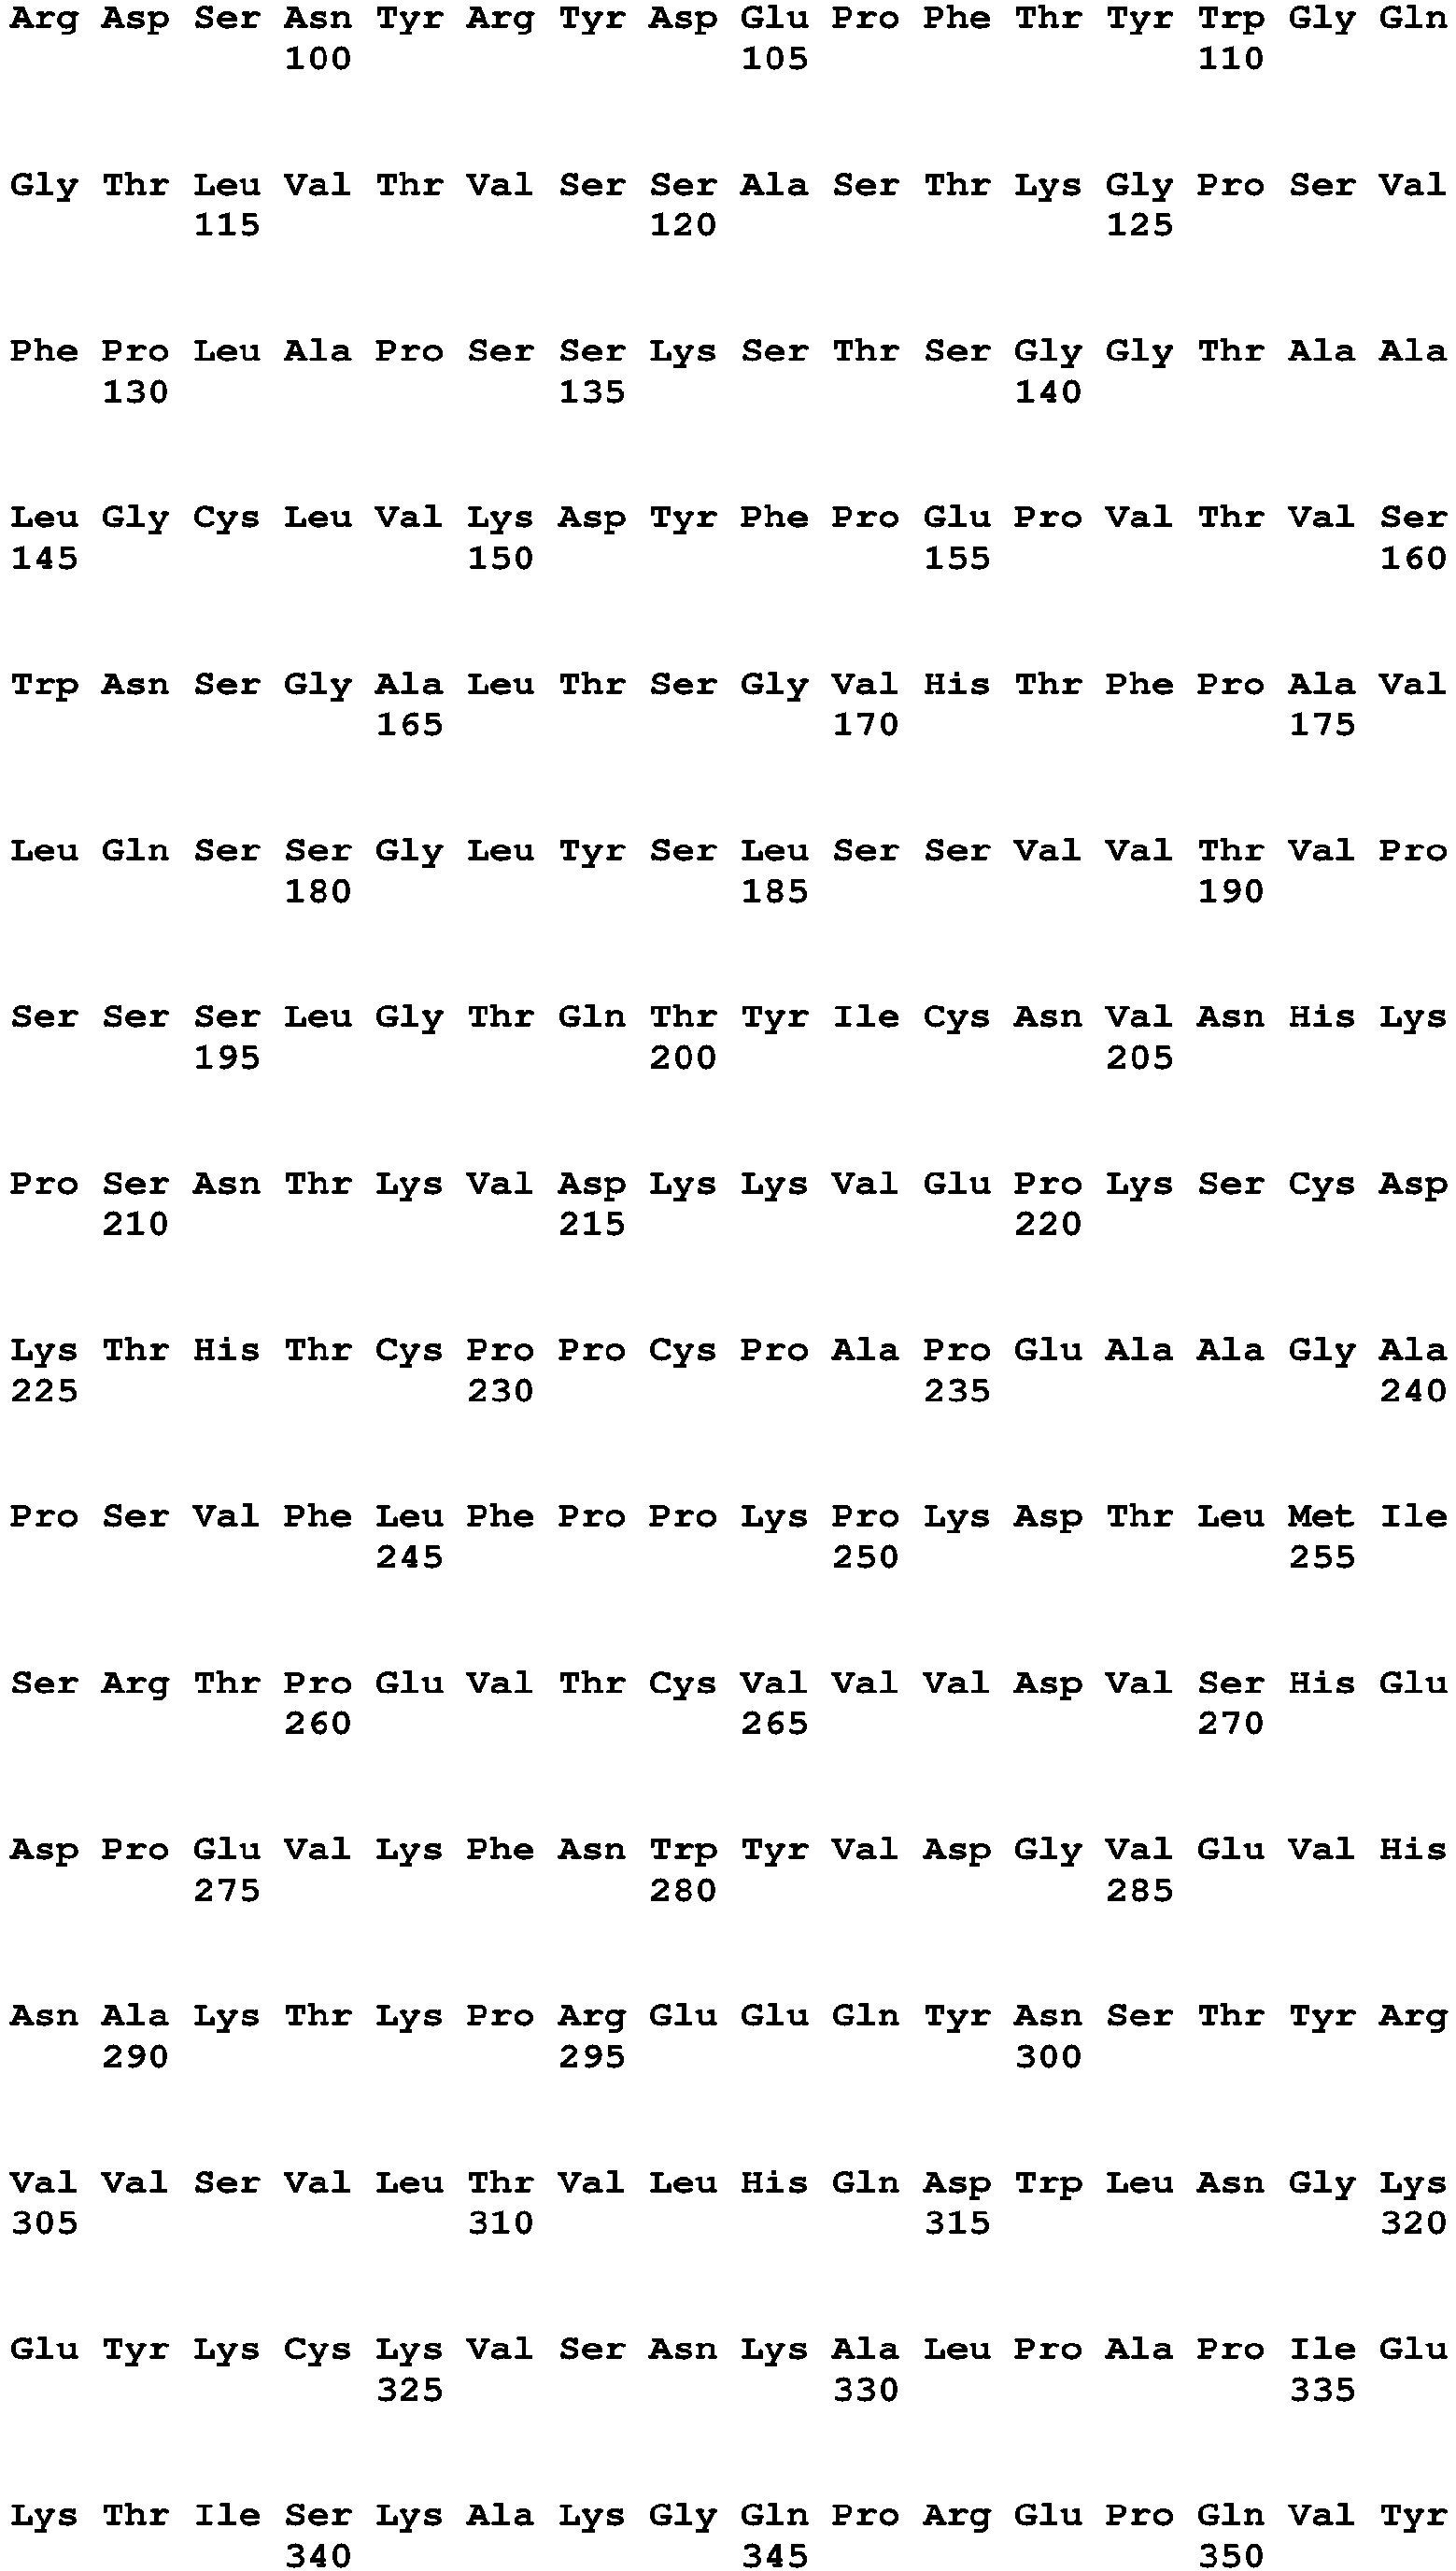 Arg Asp Ser Asn Tyr Arg Tyr Asp Glu Pro Phe Thr Tyr Trp Gly Gln
100 105 110
Gly Thr Leu Val Thr Val Ser Ser Ala Ser Thr Lys Gly Pro Ser Val
115 120 125
Phe Pro Leu Ala Pro Ser Ser Lys Ser Thr Ser Gly Gly Thr Ala Ala
130 135 140
Leu Gly Cys Leu Val Lys Asp Tyr Phe Pro Glu Pro Val Thr Val Ser
145 150 155 160
Trp Asn Ser Gly Ala Leu Thr Ser Gly Val His Thr Phe Pro Ala Val
165 170 175
Leu Gln Ser Ser Gly Leu Tyr Ser Leu Ser Ser Val Val Thr Val Pro
180 185 190
Ser Ser Ser Leu Gly Thr Gln Thr Tyr Ile Cys Asn Val Asn His Lys
195 200 205
Pro Ser Asn Thr Lys Val Asp Lys Lys Val Glu Pro Lys Ser Cys Asp
210 215 220
Lys Thr His Thr Cys Pro Pro Cys Pro Ala Pro Glu Ala Ala Gly Ala
225 230 235 240
Pro Ser Val Phe Leu Phe Pro Pro Lys Pro Lys Asp Thr Leu Met Ile
245 250 255
Ser Arg Thr Pro Glu Val Thr Cys Val Val Val Asp Val Ser His Glu
260 265 270
Asp Pro Glu Val Lys Phe Asn Trp Tyr Val Asp Gly Val Glu Val His
275 280 285
Asn Ala Lys Thr Lys Pro Arg Glu Glu Gln Tyr Asn Ser Thr Tyr Arg
290 295 300
Val Val Ser Val Leu Thr Val Leu His Gln Asp Trp Leu Asn Gly Lys
305 310 315 320
Glu Tyr Lys Cys Lys Val Ser Asn Lys Ala Leu Pro Ala Pro Ile Glu
325 330 335
Lys Thr Ile Ser Lys Ala Lys Gly Gln Pro Arg Glu Pro Gln Val Tyr
340 345 350